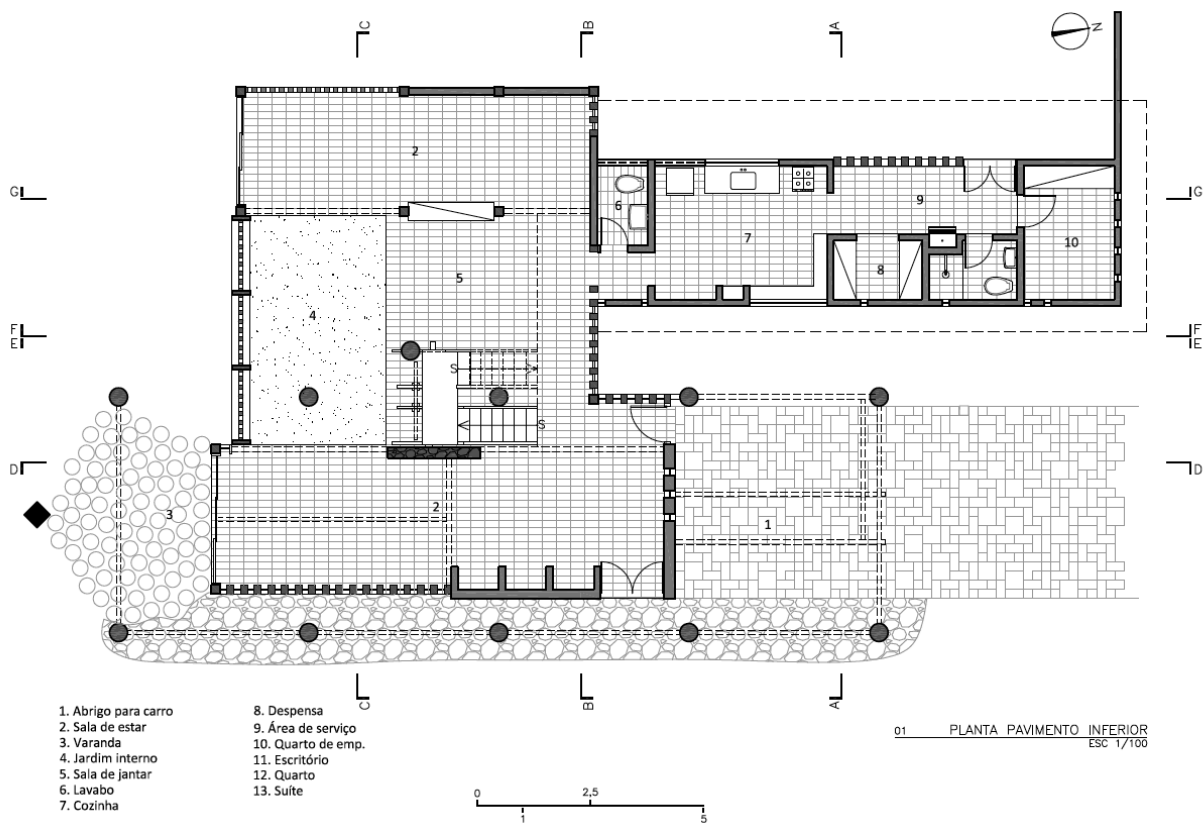 C
B
A
N
2
G
G
6
9
7
10
5
8
4
F
E
F
E
S
S
D
D
2
3
1
C
B
A
1. Abrigo para carro
2. Sala de estar
3. Varanda
4. Jardim interno
5. Sala de jantar
6. Lavabo
7. Cozinha
8. Despensa
9. Área de serviço
10. Quarto de emp.
11. Escritório
12. Quarto
13. Suíte
01 PLANTA PAVIMENTO INFERIOR
ESC 1/100
0 2,5
1 5